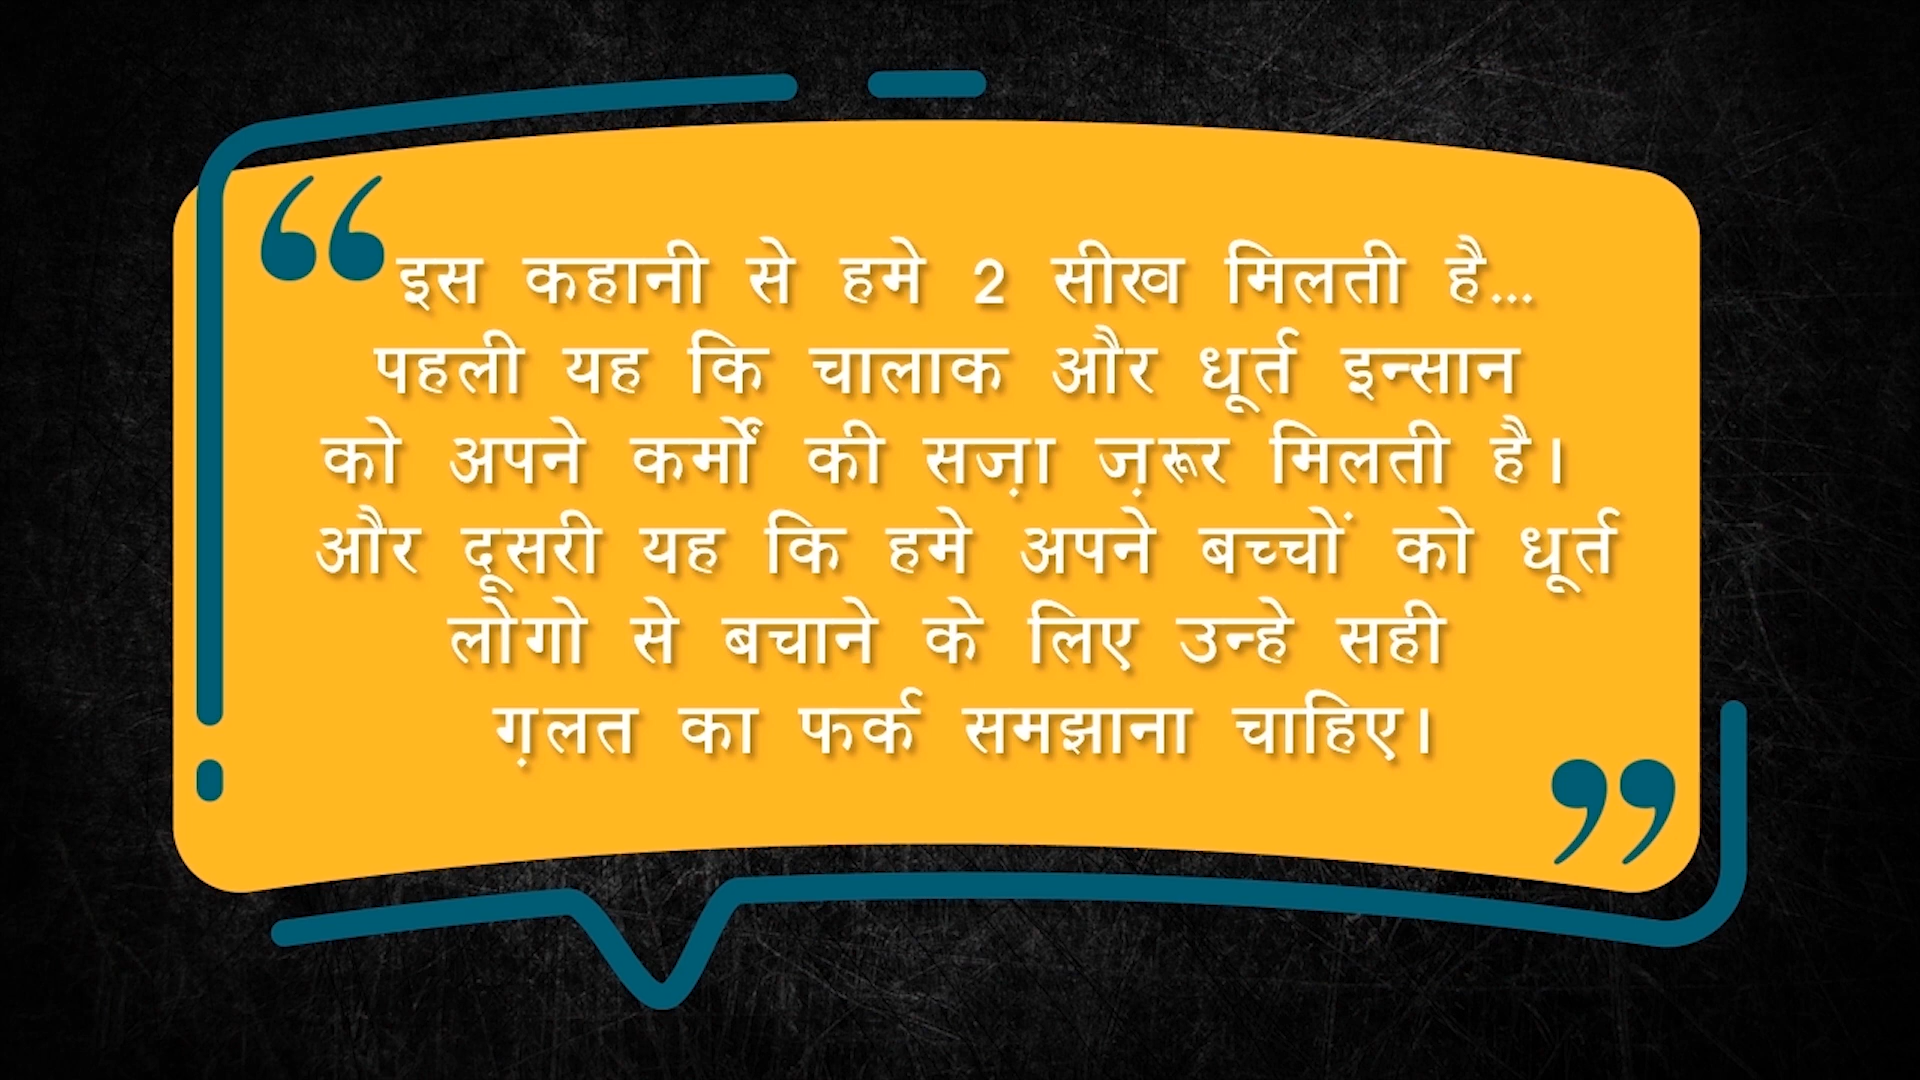 इस कहानी से हमे 2 सीख मिलती है...
पहली यह कि चालाक और धूर्त इन्सान
को अपने कर्मों की सज़ा ज़रूर मिलती है।
और दूसरी यह कि हमे अपने बच्चों को धूर्त
लोगो से बचाने के लिए उन्हे सही
ग़लत का फर्क समझाना चाहिए।